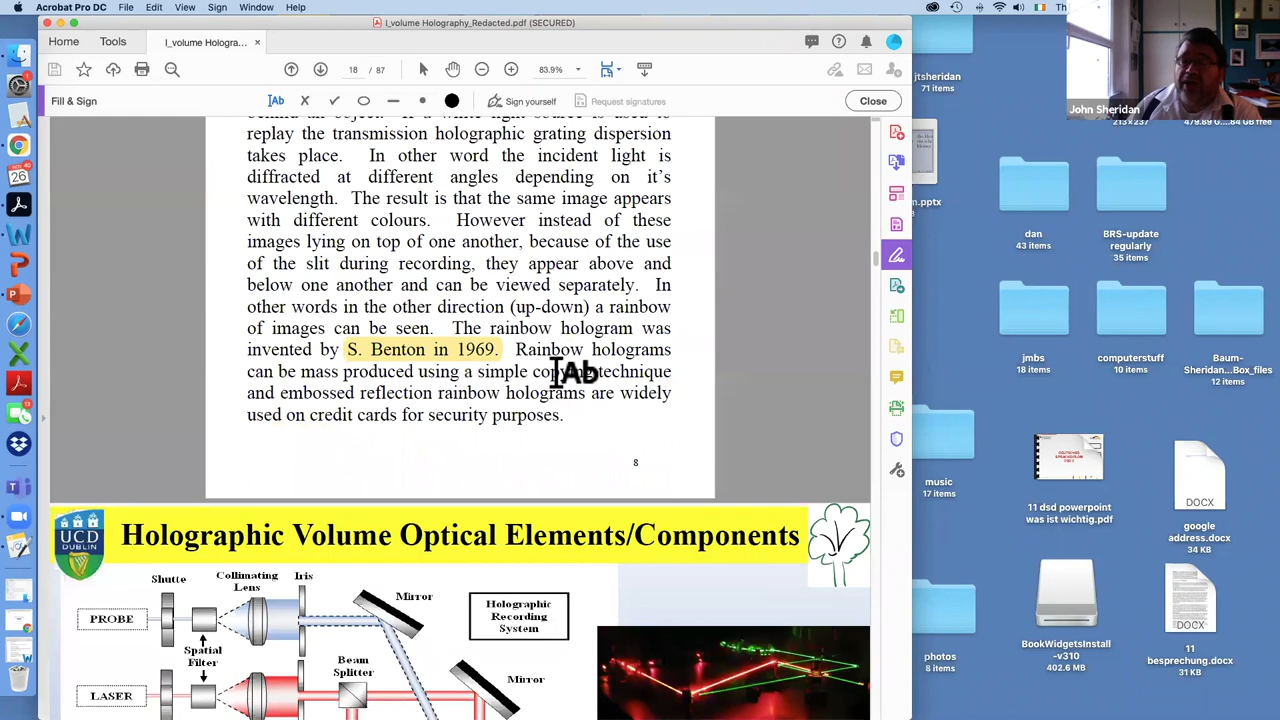 Acrobat Pro DC File Edit View Sign Window Help
Th
I_volume Holography_Redacted.pdf (SECURED)
Home Tools I_volume Hologra...
18 / 87 83.9%
Fill & Sign Ab Sign yourself Request signatures Close
replay the transmission holographic grating dispersion
takes place. In other word the incident light is
diffracted at different angles depending on it's
wavelength. The result is that the same image appears
with different colours. However instead of these
images lying on top of one another, because of the use
of the slit during recording, they appear above and
below one another and can be viewed separately. In
other words in the other direction (up-down) a rainbow
of images can be seen. The rainbow hologram was
invented by S. Benton in 1969. Rainbow holograms
can be mass produced using a simple copying technique
and embossed reflection rainbow holograms are widely
used on credit cards for security purposes.
Ab
8
UCD
DUBLIN
Holographic Volume Optical Elements/Components
Shutte
Collimating
Lens
Iris
Mirror
PROBE
Holographic
Recording
System
Spatial
Filter
Beam
Splitter
Mirror
LASER
John Sheridan
jtsheridan
71 items
213×237
m.pptx
dan
43 items
BRS-update
regularly
35 items
jmbs
18 items
computerstuff
10 items
Baum-
Sheridan...Box_files
12 items
music
17 items
11 dsd powerpoint
was ist wichtig.pdf
DOCX
google
address.docx
34 KB
photos
8 items
BookWidgetsInstall
-v310
402.6 MB
DOCX
11
besprechung.docx
31 KB